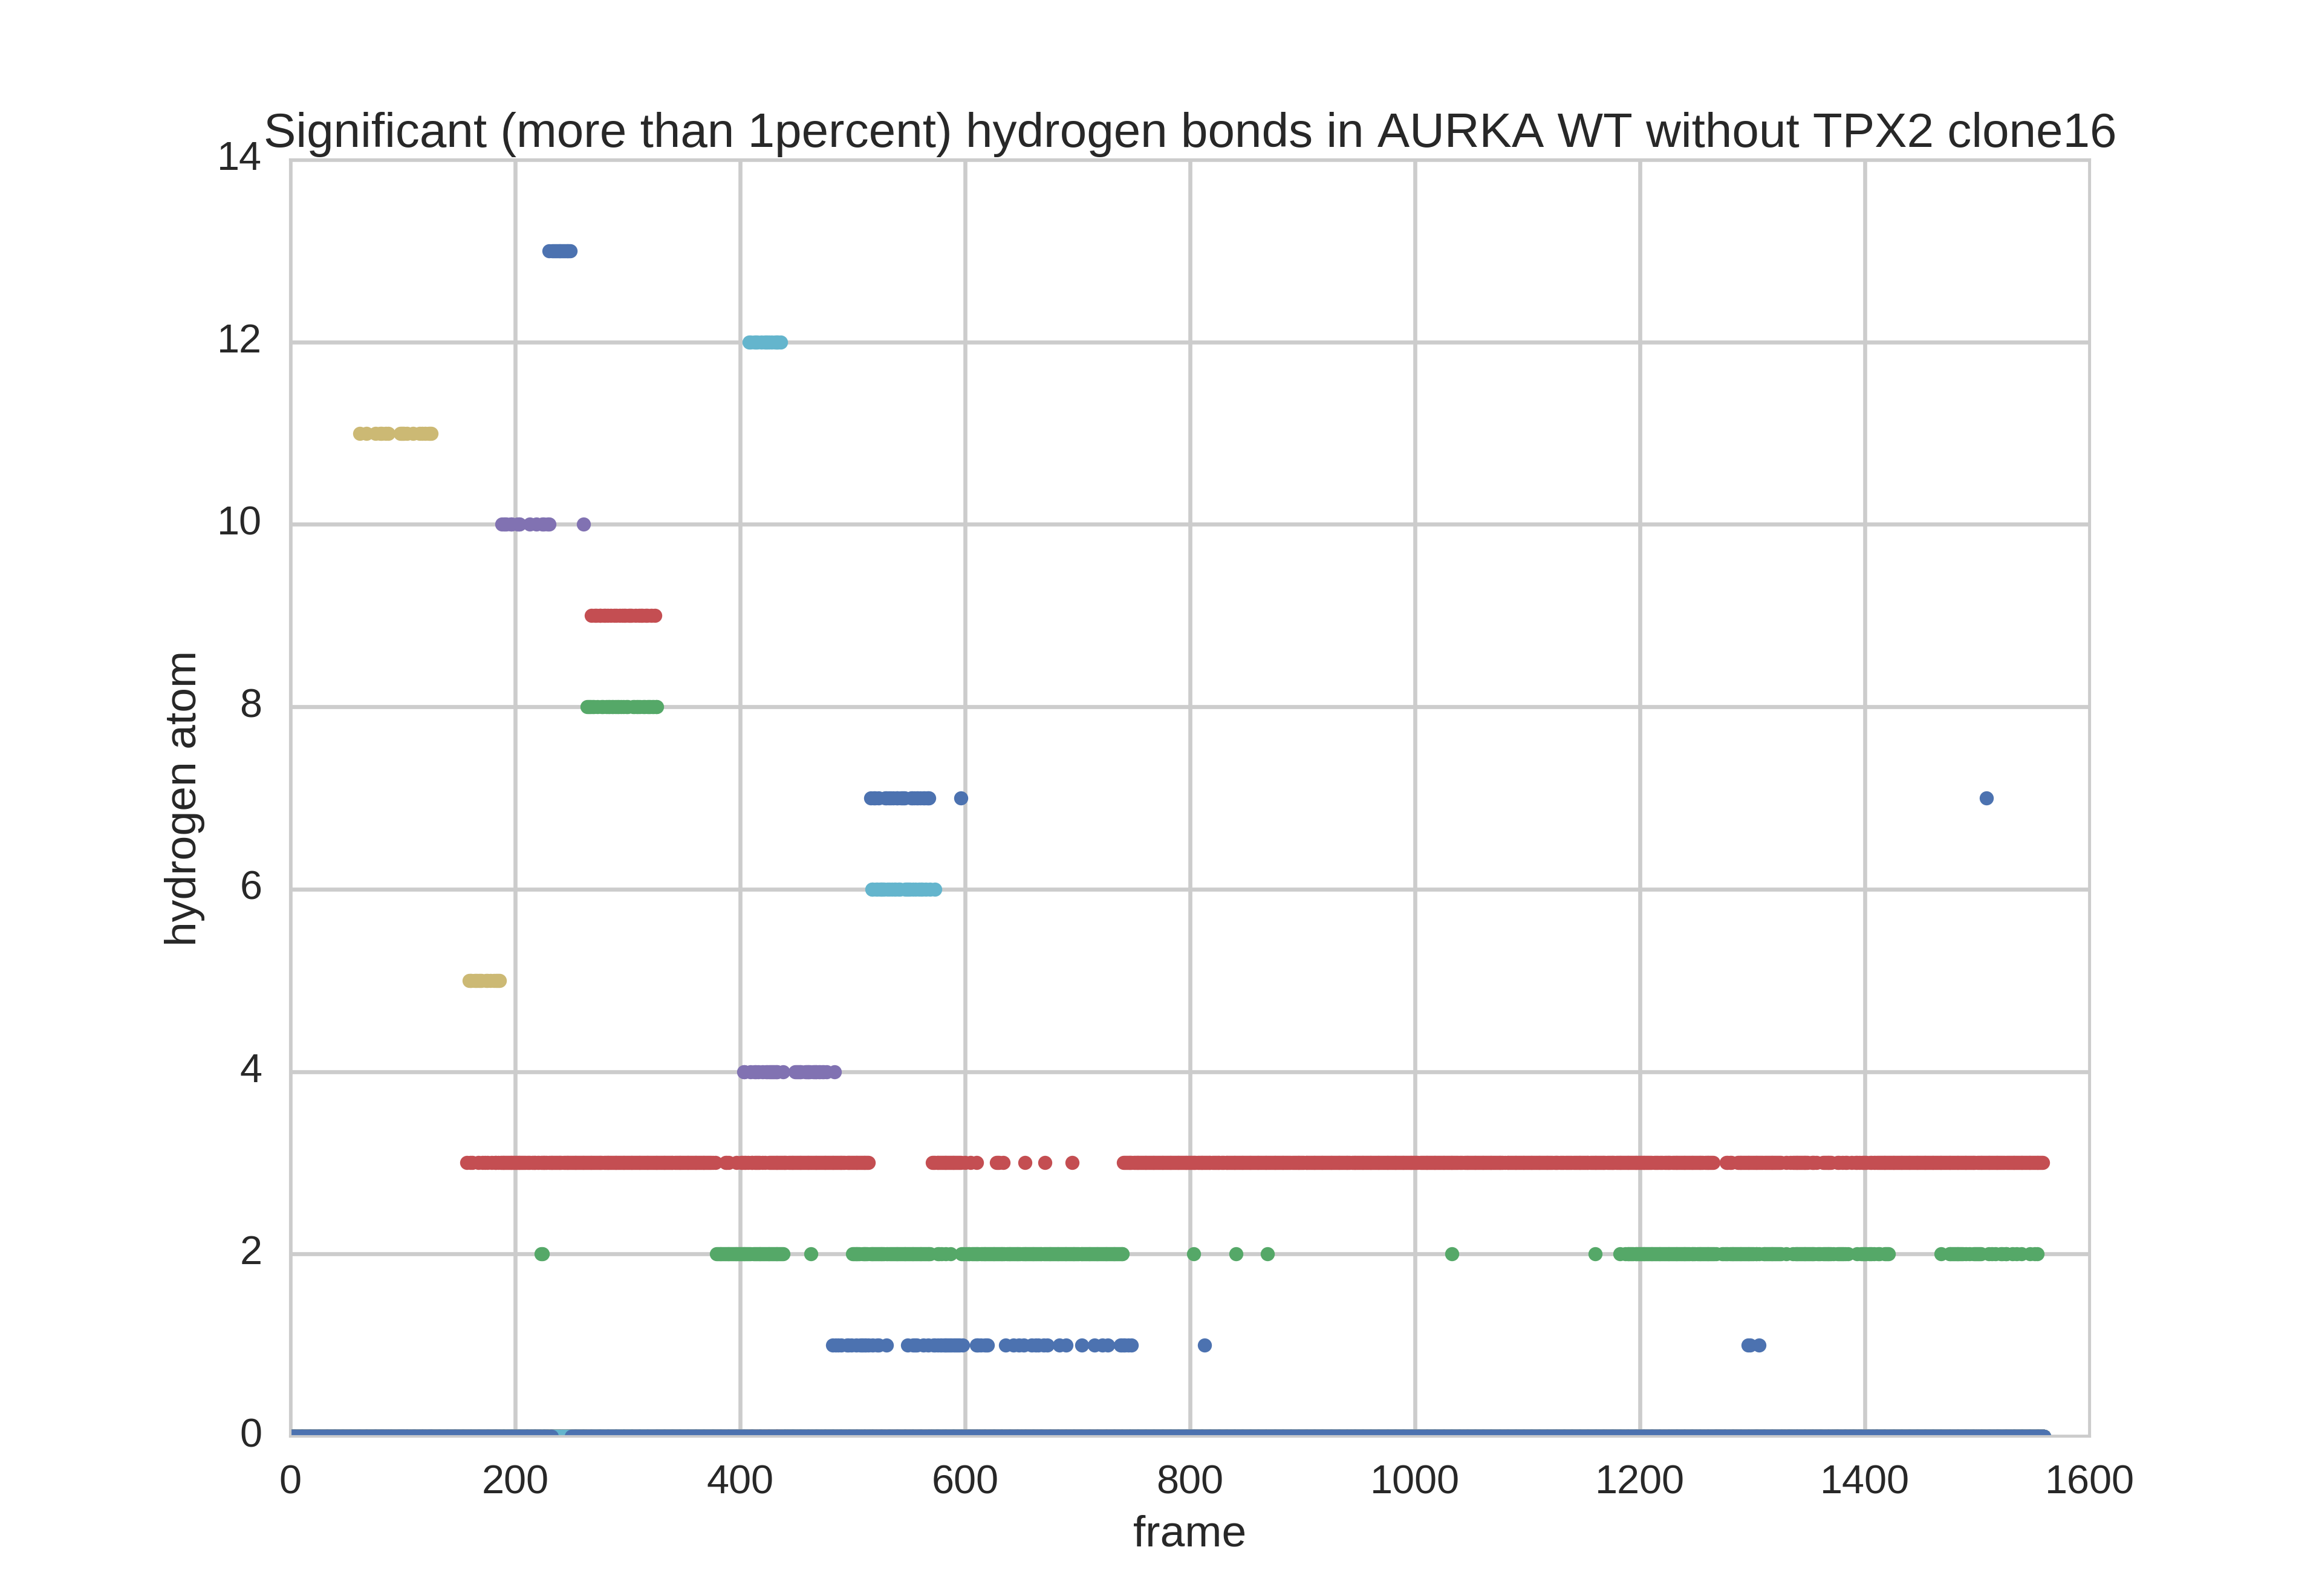 Significant (more than 1percent) hydrogen bonds in AURKA WT without TPX2 clone16
14
12
10
8
6
4
2
0
hydrogen atom
0 200 400 600 800 1000 1200 1400 1600
frame